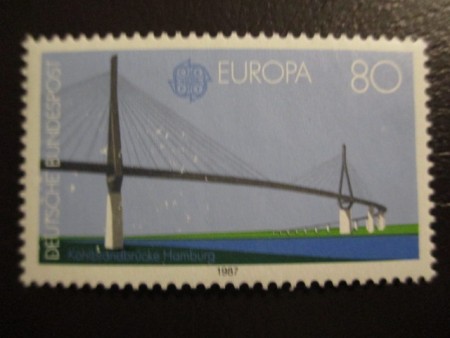 DEUTSCHE BUNDESPOST
EUROPA 80
Köhlbrandbrücke Hamburg
1987